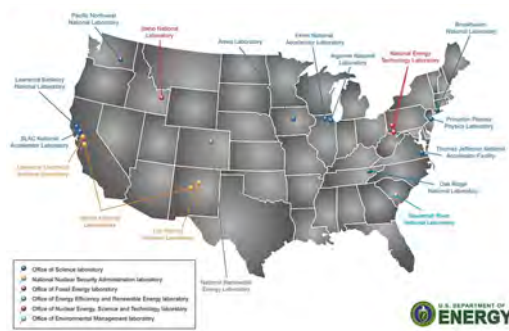 Pacific Northwest
National Laboratory
Idaho National
Laboratory
Ames Laboratory
Fermi National
Accelerator Laboratory
Argonne National
Laboratory
Brookhaven
National Laboratory
National Energy
Technology Laboratory
Lawrence Berkeley
National Laboratory
SLAC National
Accelerator Laboratory
Princeton Plasma
Physics Laboratory
Thomas Jefferson National
Accelerator Facility
Oak Ridge
National Laboratory
Savannah River
National Laboratory
Lawrence Livermore
National Laboratory
Sandia National
Laboratories
Los Alamos
National Laboratory
National Renewable
Energy Laboratory
Office of Science laboratory
National Nuclear Security Administration laboratory
Office of Fossil Energy laboratory
Office of Energy Efficiency and Renewable Energy laboratory
Office of Nuclear Energy, Science and Technology laboratory
Office of Environmental Management laboratory
U.S. DEPARTMENT OF
ENERGY